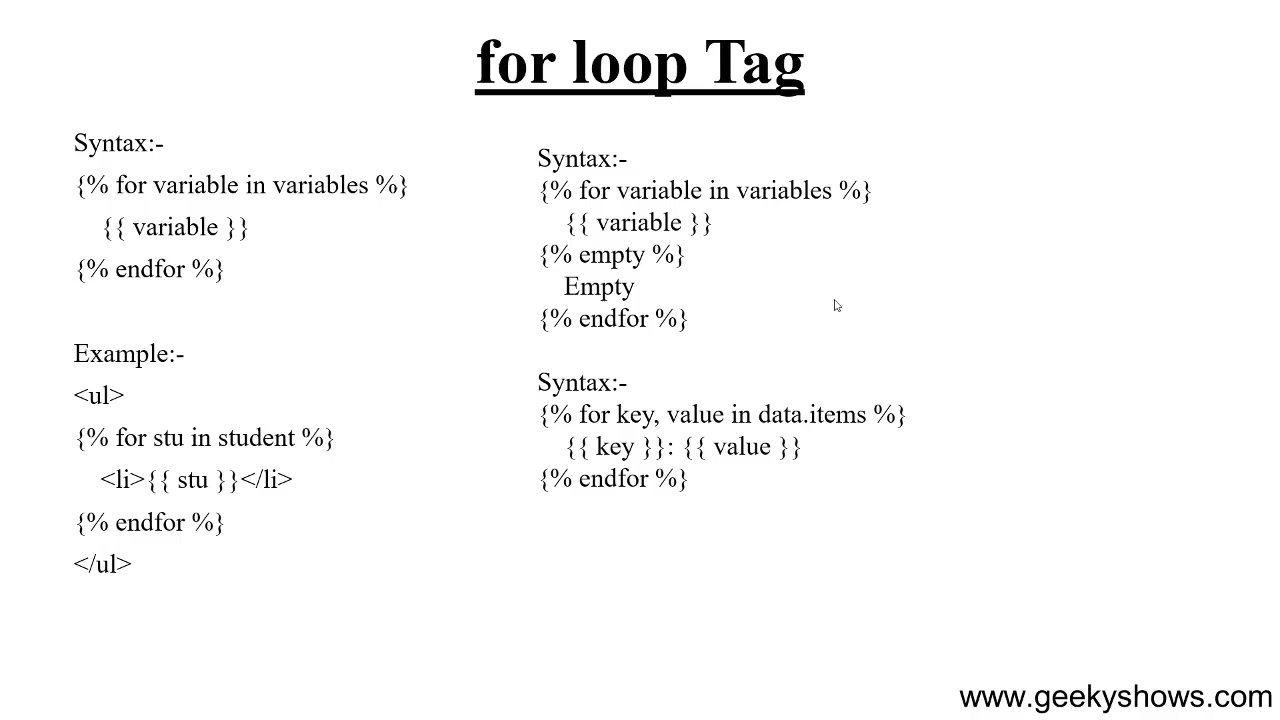 for loop Tag
Syntax:-
{% for variable in variables %}
{{ variable }}
{% endfor %}
Example:-
<ul>
{% for stu in student %}
<li>{{ stu }}</li>
{% endfor %}
</ul>
Syntax:-
{% for variable in variables %}
{{ variable }}
{% empty %}
Empty
{% endfor %}
Syntax:-
{% for key, value in data.items %}
{{ key }}: {{ value }}
{% endfor %}
www.geekyshows.com